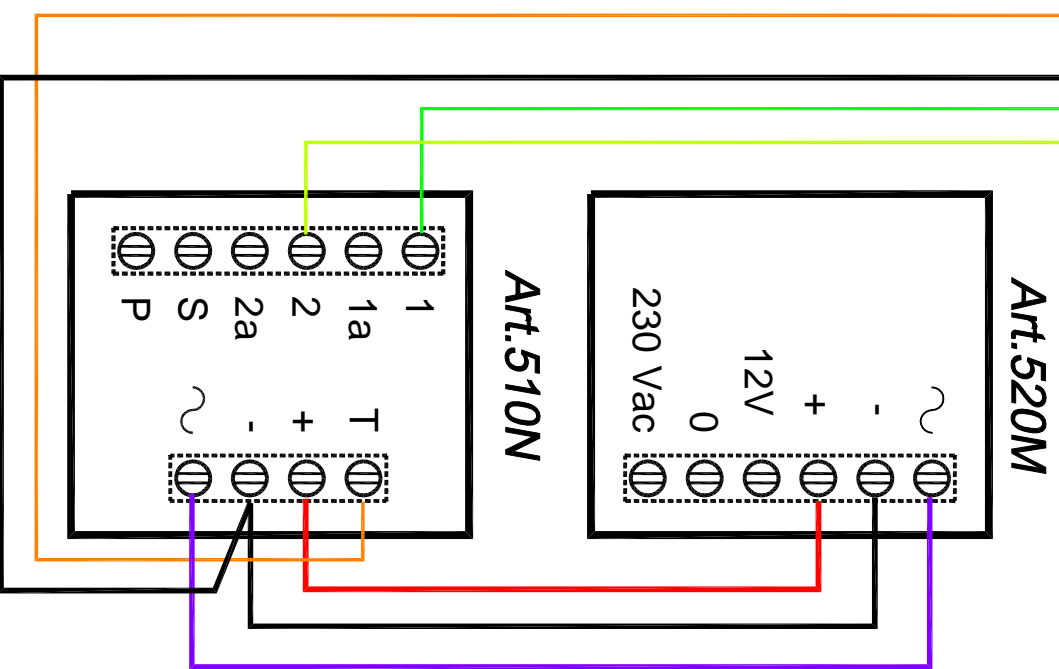 P S 2a 2 1a 1
~ - + T
Art.510N
230 Vac 0 12V + - ~
Art.520M